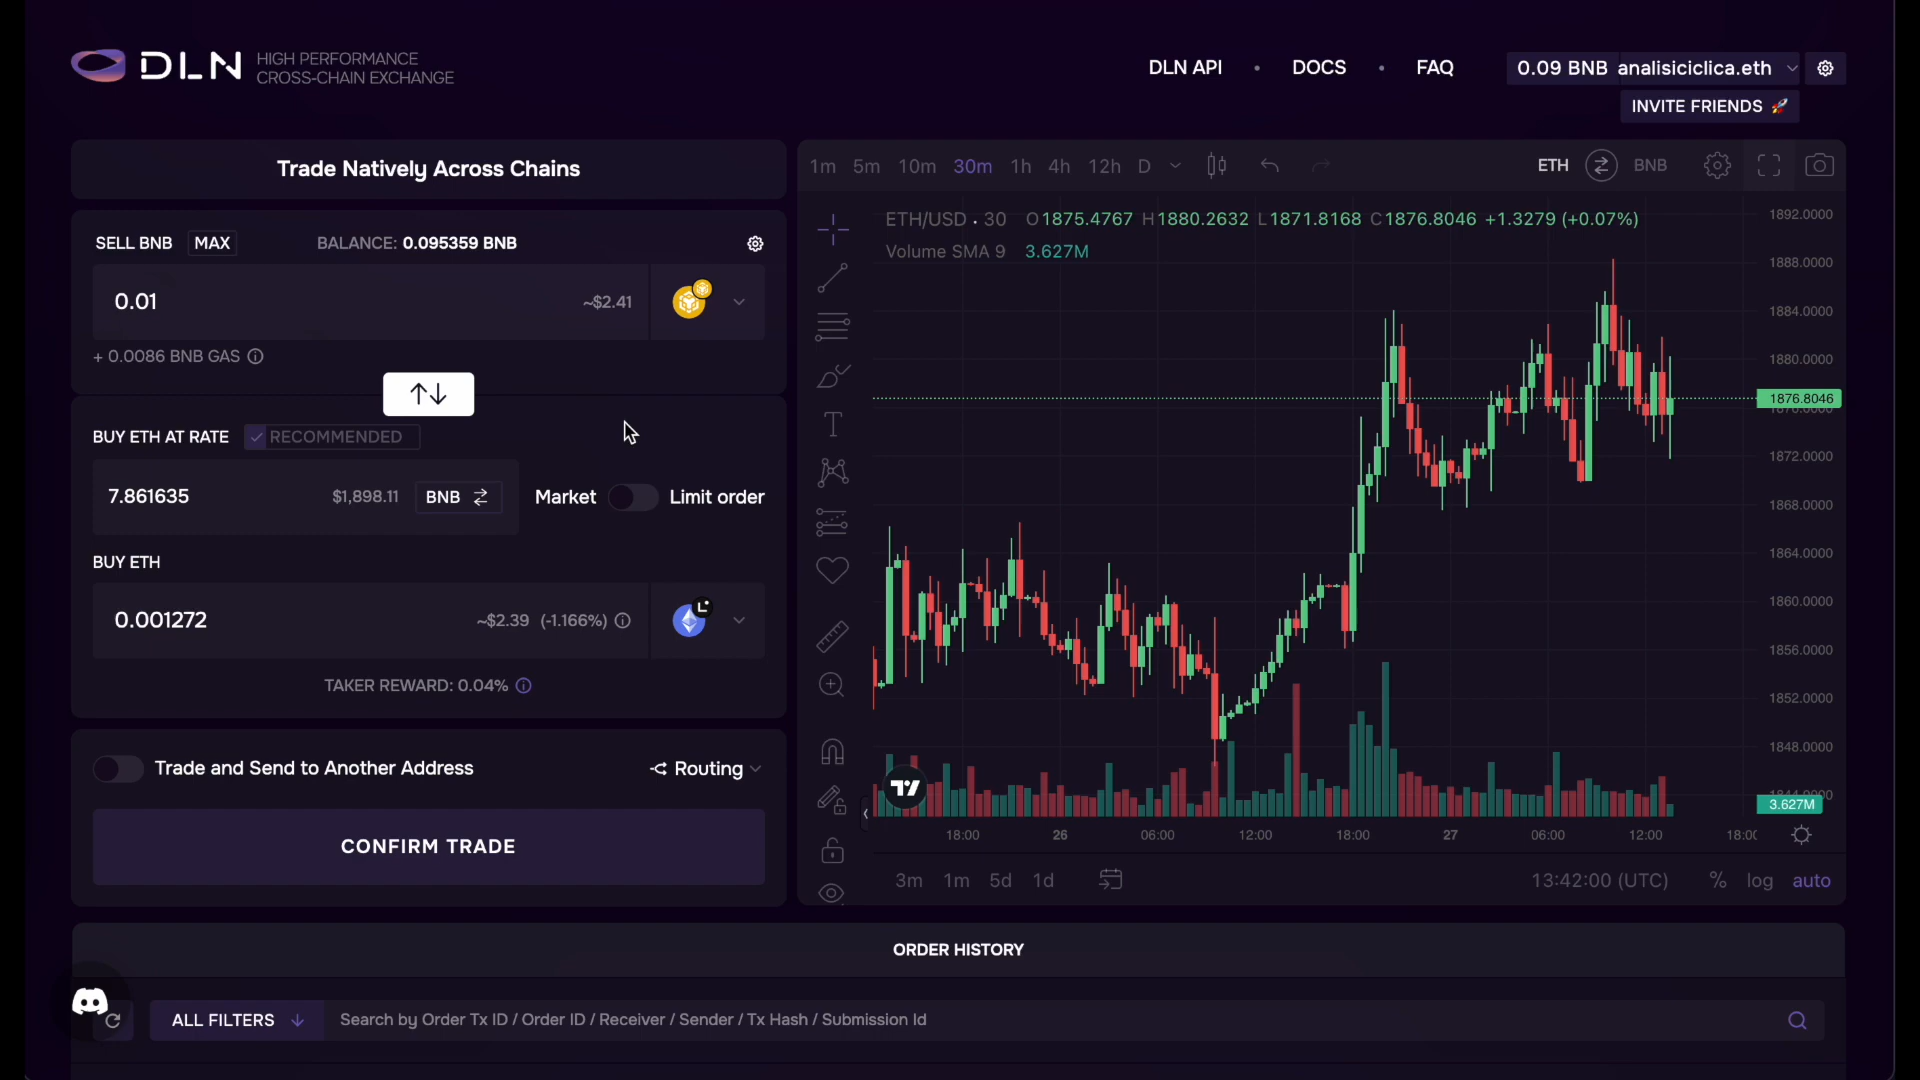 DLN HIGH PERFORMANCE
CROSS-CHAIN EXCHANGE
DLN API • DOCS • FAQ
0.09 BNB analisiciclica.eth
INVITE FRIENDS 🚀
Trade Natively Across Chains
SELL BNB MAX BALANCE: 0.095359 BNB
0.01 ~$2.41
+ 0.0086 BNB GAS
BUY ETH AT RATE RECOMMENDED
7.861635 $1,898.11 BNB Market Limit order
BUY ETH
0.001272 ~$2.39 (-1.166%)
TAKER REWARD: 0.04%
Trade and Send to Another Address Routing
CONFIRM TRADE
1m 5m 10m 30m 1h 4h 12h D ETH BNB
ETH/USD · 30 O1875.4767 H1880.2632 L1871.8168 C1876.8046 +1.3279 (+0.07%)
Volume SMA 9 3.627M
1892.0000
1888.0000
1884.0000
1880.0000
1876.8046
1876.0000
1872.0000
1868.0000
1864.0000
1860.0000
1856.0000
1852.0000
1848.0000
1844.0000
3.627M
18:00 26 06:00 12:00 18:00 27 06:00 12:00 18:00
3m 1m 5d 1d 13:42:00 (UTC) % log auto
ORDER HISTORY
ALL FILTERS Search by Order Tx ID / Order ID / Receiver / Sender / Tx Hash / Submission Id